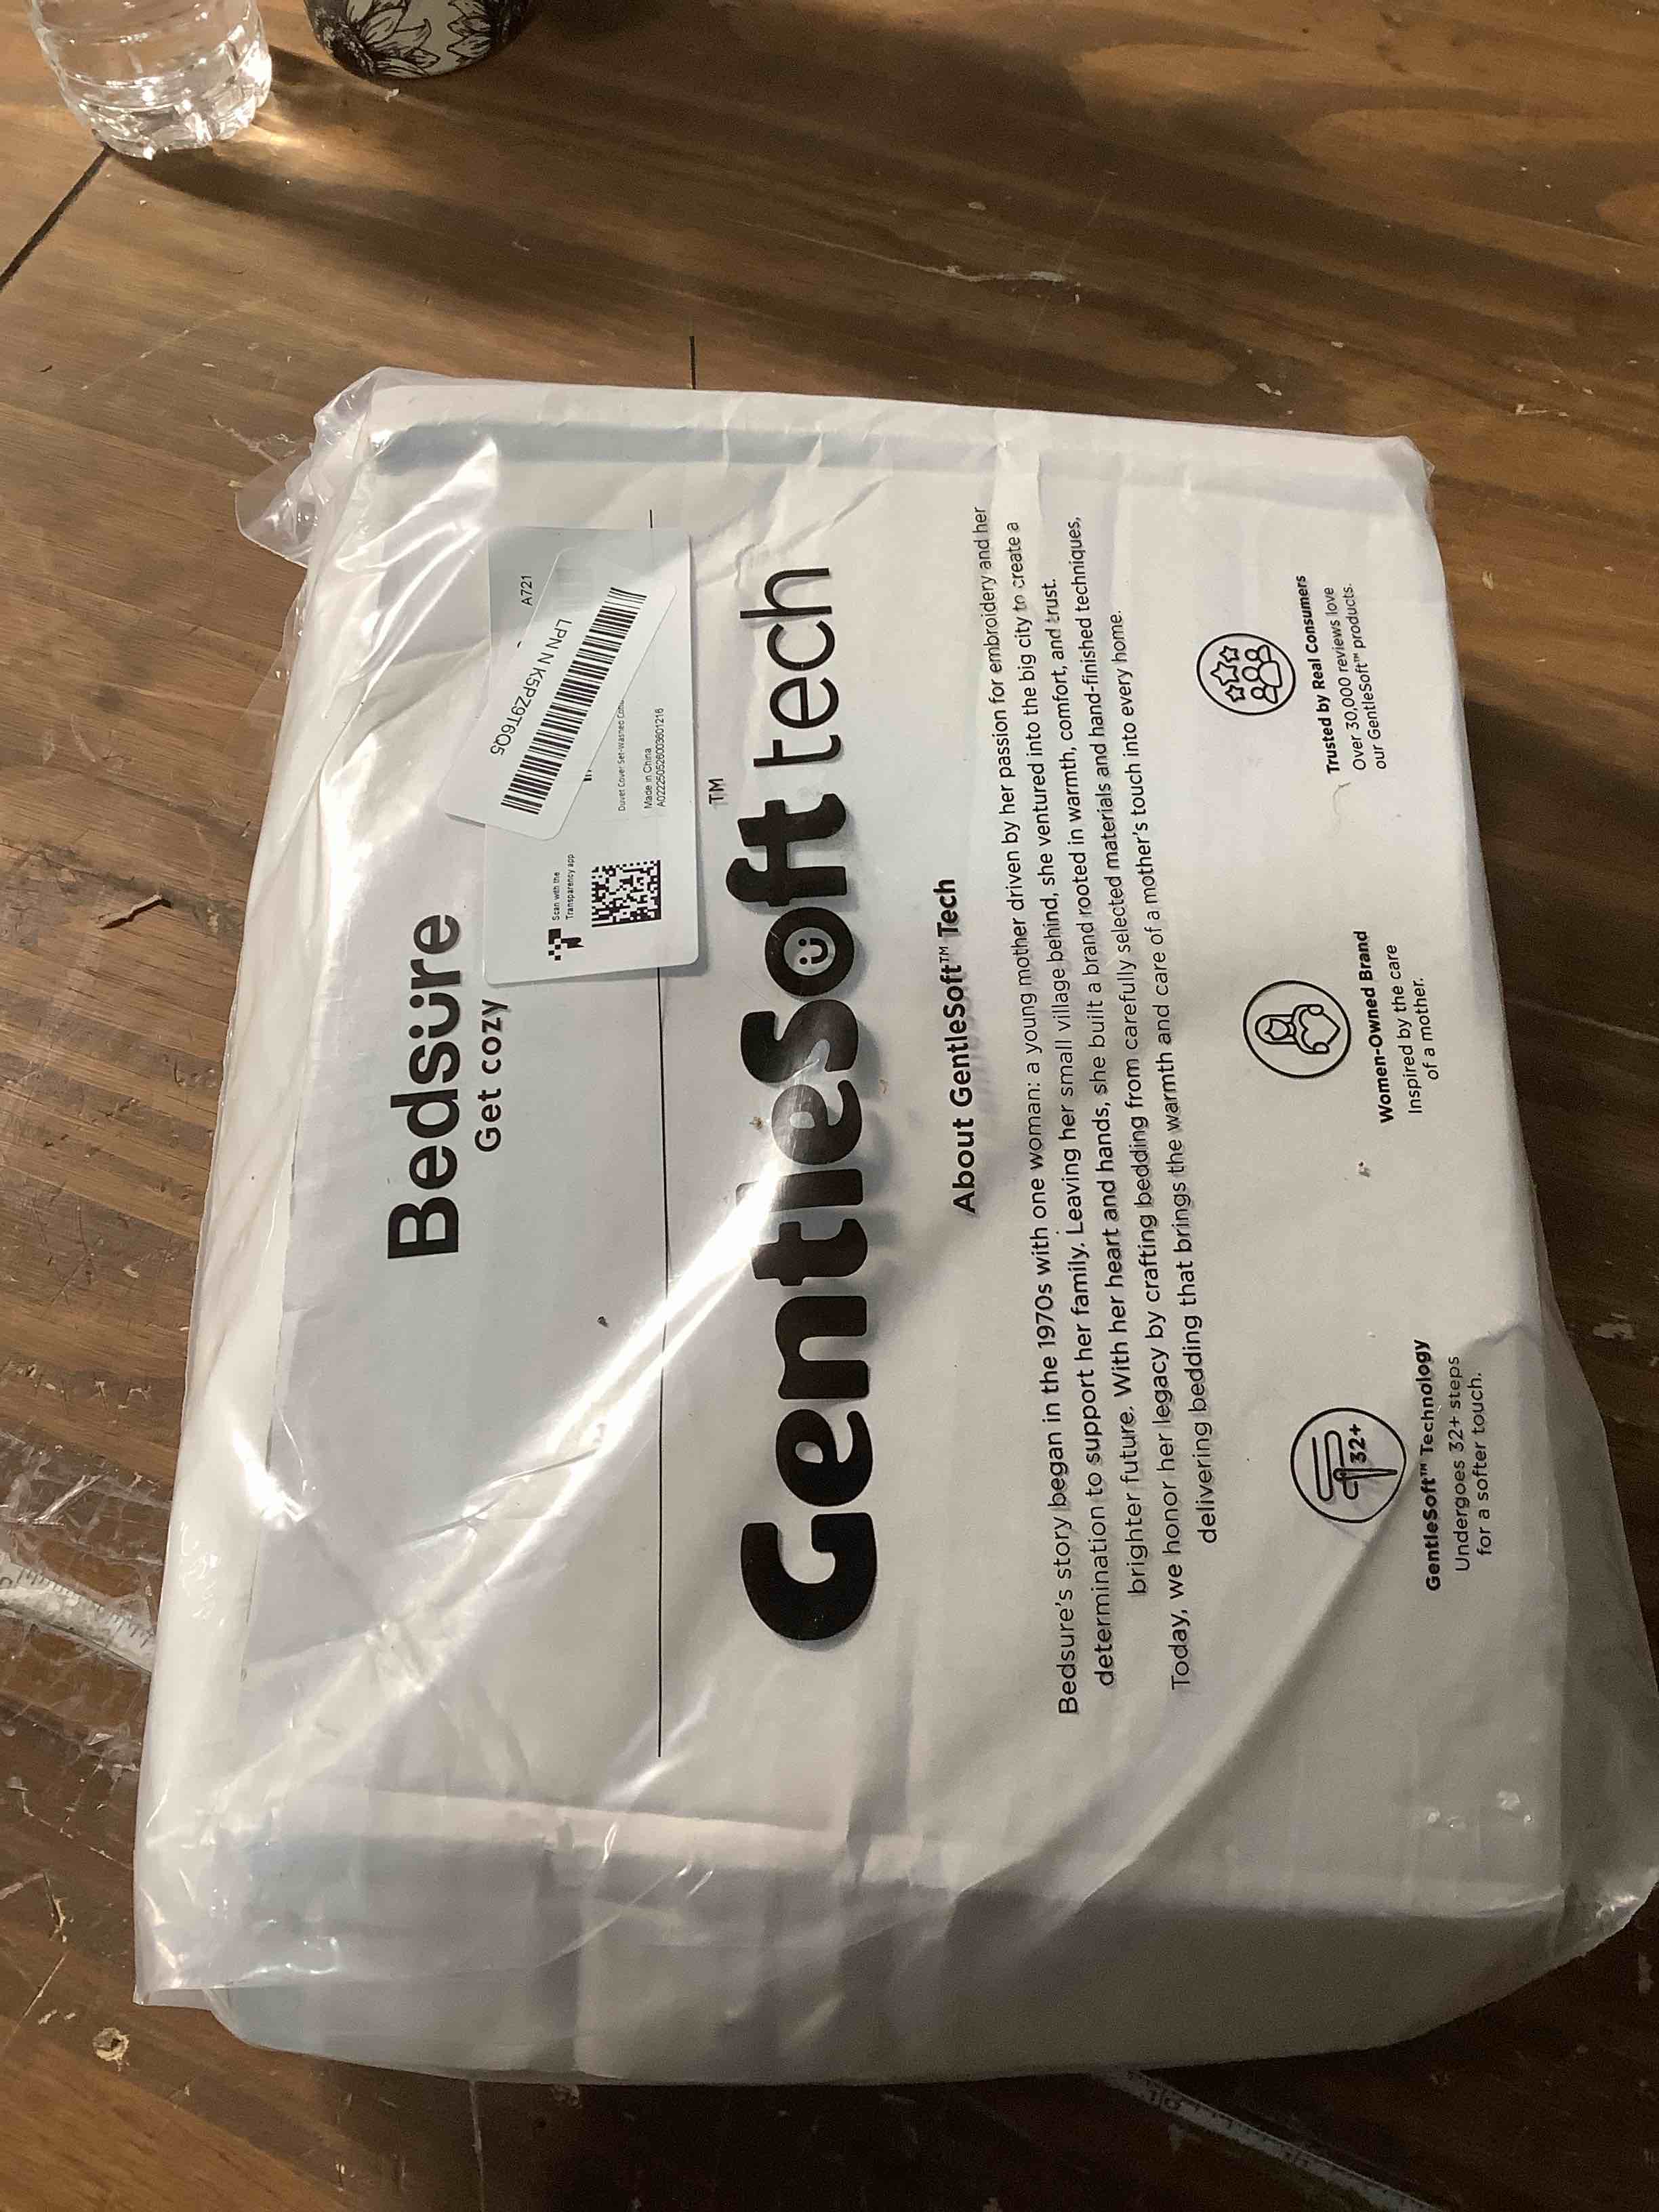 Bedsüre
Get cozy
Scan with the
Transparency app
A721
LPN N K5PZ9T6Q5
Duvet Cover Set-Washed
Made in China
A0222505260036O1216
GentleSoft™ tech
About GentleSoft™ Tech
Bedsure's story began in the 1970s with one woman: a young mother driven by her passion for embroidery and her
determination to support her family. Leaving her small village behind, she ventured into the big city to create a
brighter future. With her heart and hands, she built a brand rooted in warmth, comfort, and trust.
Today, we honor her legacy by crafting bedding from carefully selected materials and hand-finished techniques,
delivering bedding that brings the warmth and care of a mother's touch into every home.
32+
GentleSoft™ Technology
Undergoes 32+ steps
for a softer touch.
Women-Owned Brand
Inspired by the care
of a mother.
Trusted by Real Consumers
Over 30,000 reviews love
our GentleSoft™ products.